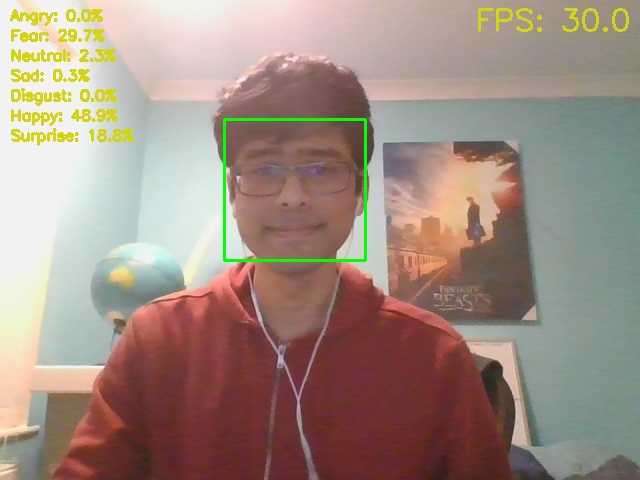 Angry: 0.0%
Fear: 29.7%
Neutral: 2.3%
Sad: 0.3%
Disgust: 0.0%
Happy: 48.9%
Surprise: 18.8%
FPS: 30.0
FANTASTIC
BEASTS